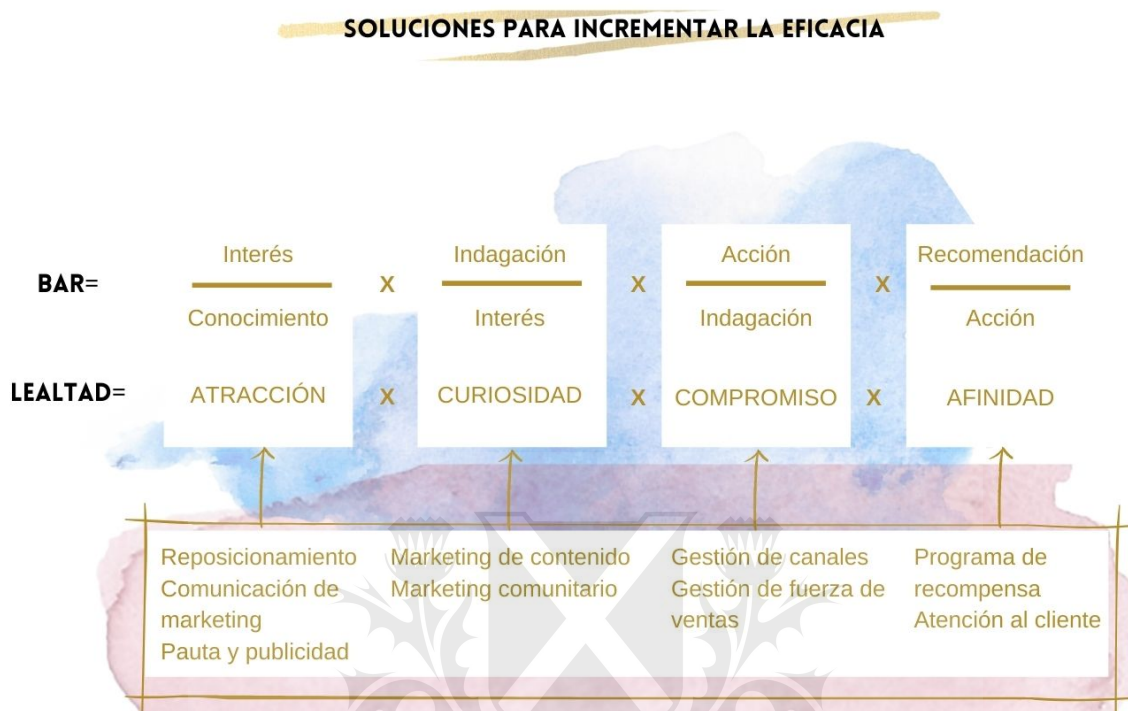 SOLUCIONES PARA INCREMENTAR LA EFICACIA
Interés Indagación Acción Recomendación
BAR= x x x
Conocimiento Interés Indagación Acción
LEALTAD= ATRACCIÓN x CURIOSIDAD x COMPROMISO x AFINIDAD
Reposicionamiento
Comunicación de
marketing
Pauta y publicidad
Marketing de contenido
Marketing comunitario
Gestión de canales
Gestión de fuerza de
ventas
Programa de
recompensa
Atención al cliente